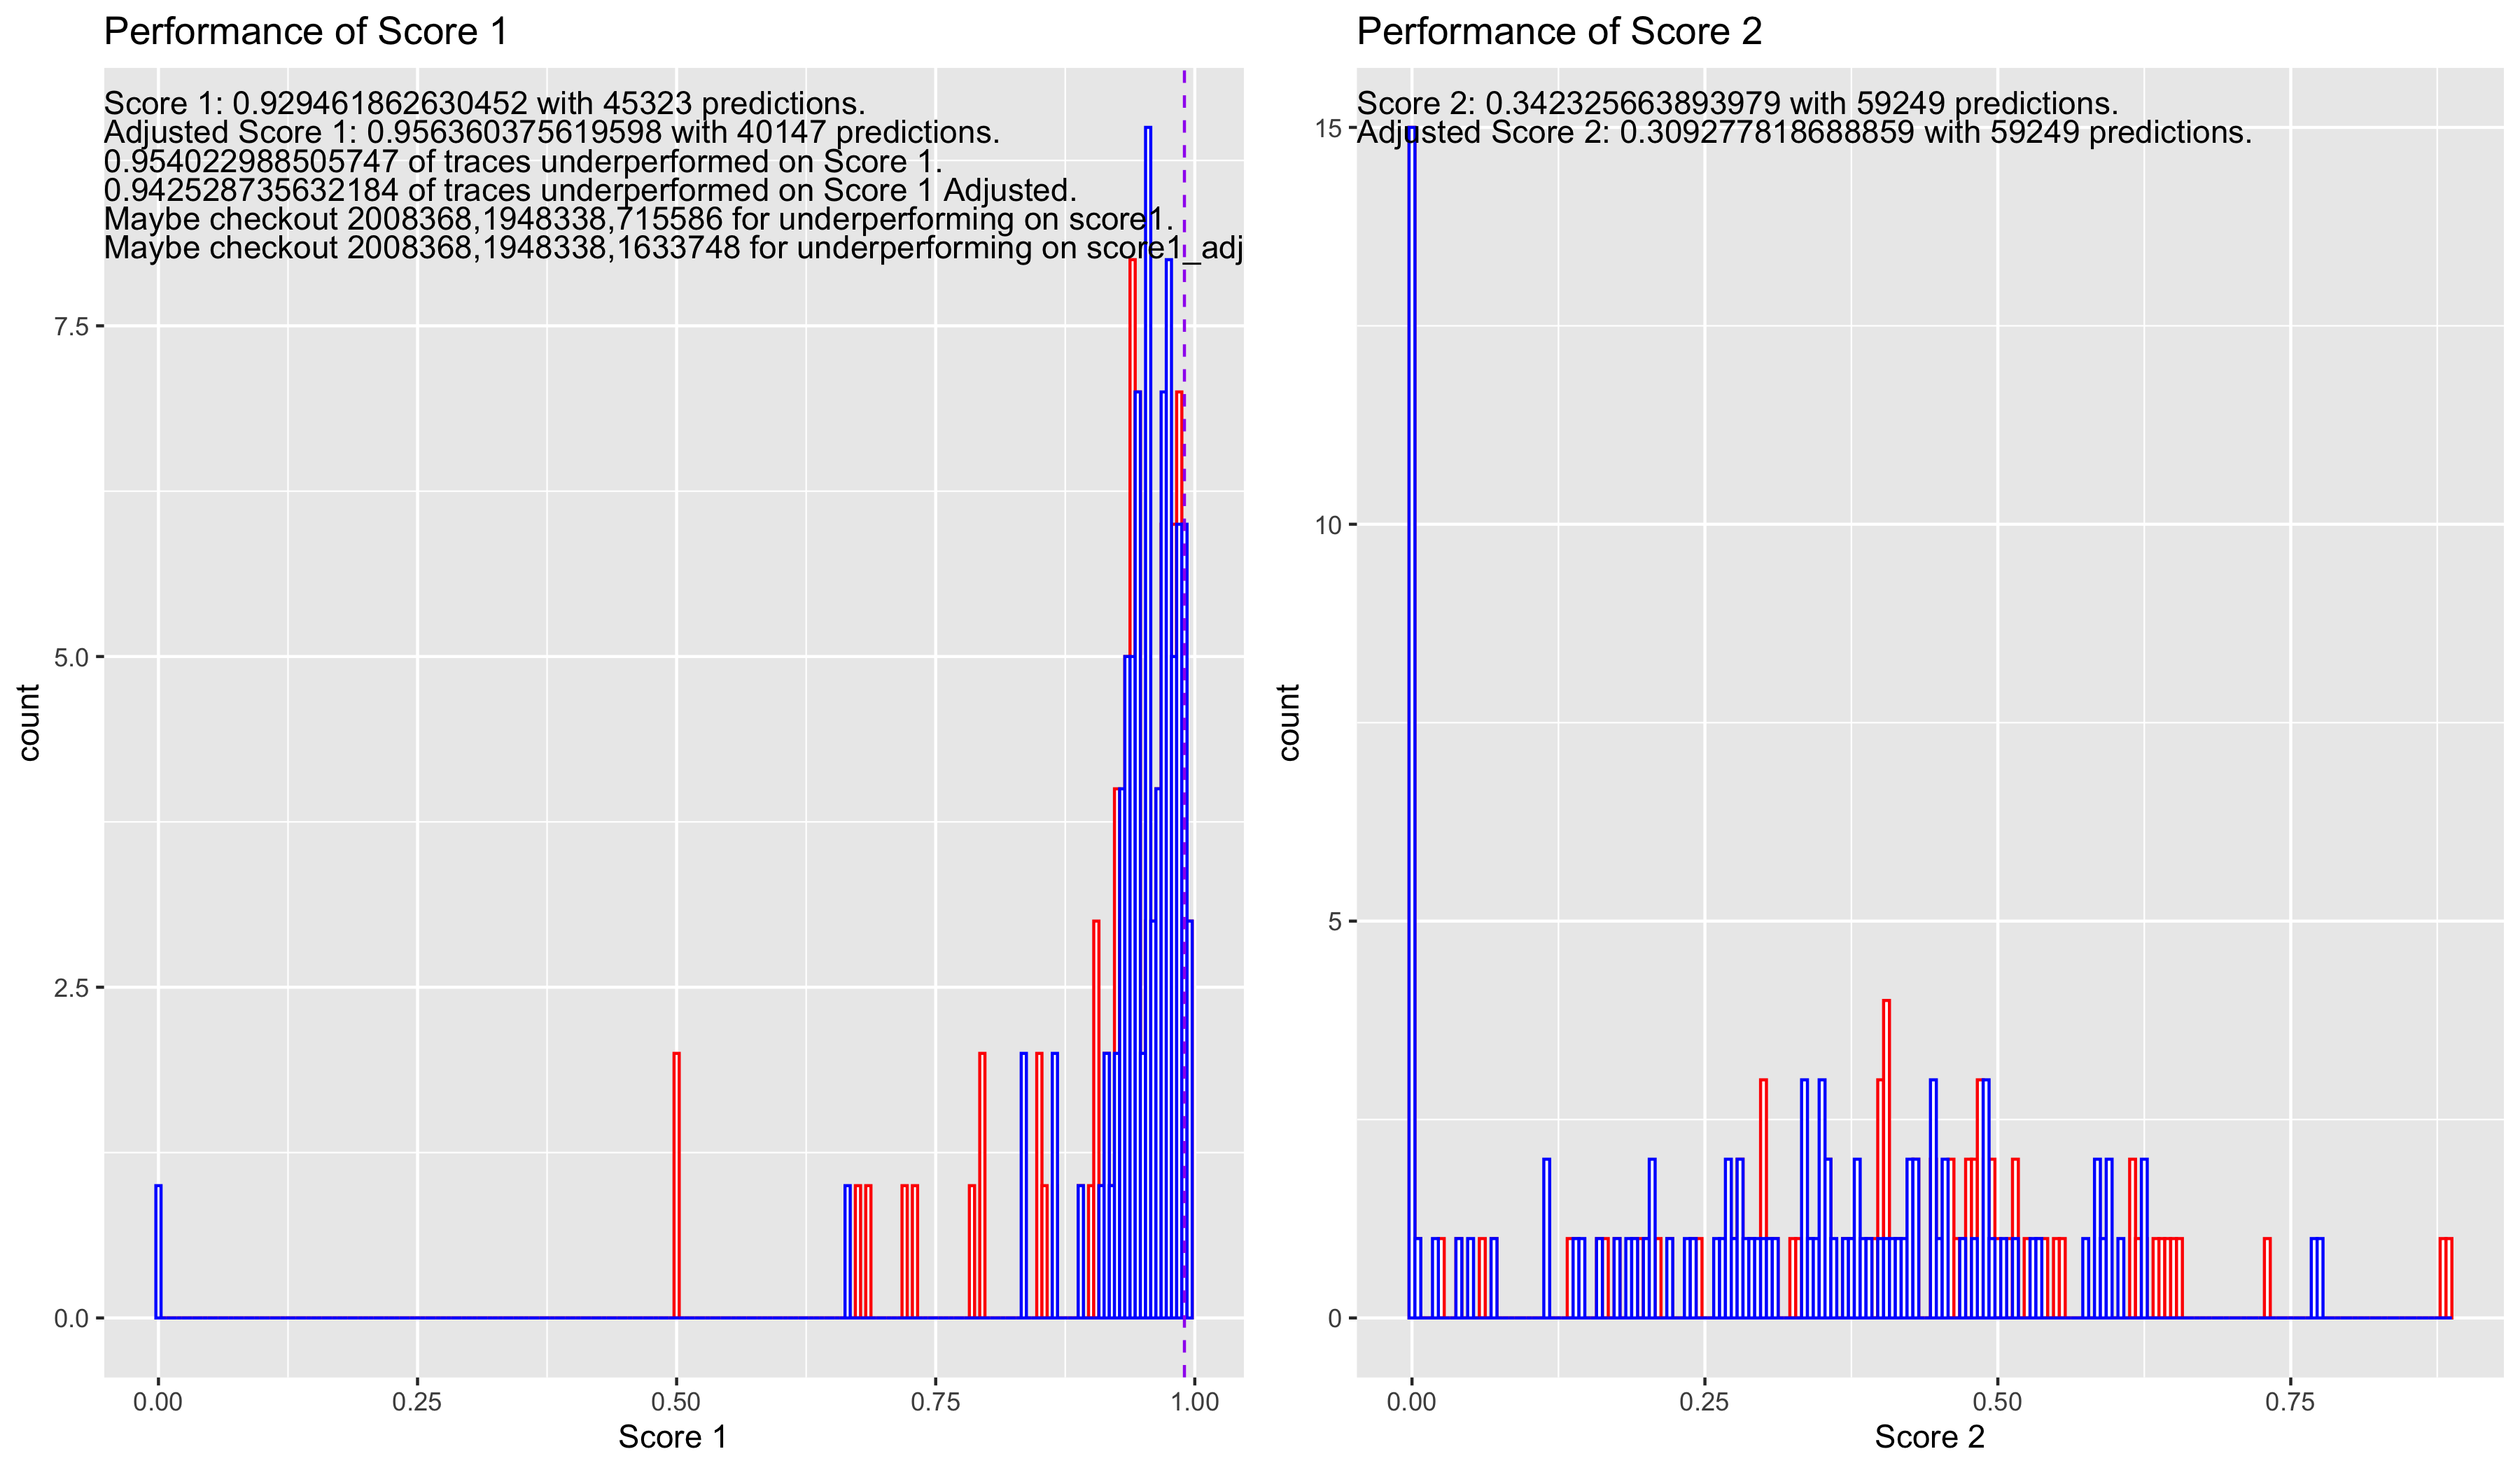 Performance of Score 1
Score 1: 0.929461862630452 with 45323 predictions.
Adjusted Score 1: 0.956360375619598 with 40147 predictions.
0.954022988505747 of traces underperformed on Score 1.
0.942528735632184 of traces underperformed on Score 1 Adjusted.
Maybe checkout 2008368,1948338,715586 for underperforming on score1.
Maybe checkout 2008368,1948338,1633748 for underperforming on score1_adj
7.5
5.0
2.5
0.0
count
0.00 0.25 0.50 0.75 1.00
Score 1
Performance of Score 2
Score 2: 0.342325663893979 with 59249 predictions.
Adjusted Score 2: 0.309277818688859 with 59249 predictions.
15
10
5
0
count
0.00 0.25 0.50 0.75
Score 2